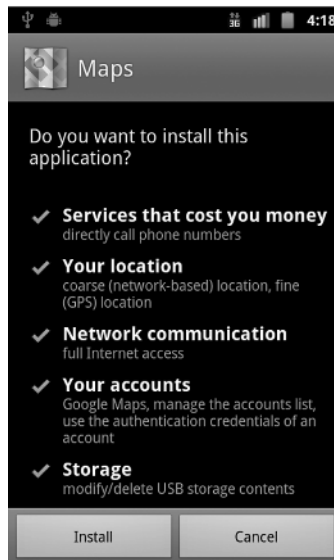 3G 4:18
Maps
Do you want to install this
application?
Services that cost you money
directly call phone numbers
Your location
coarse (network-based) location, fine
(GPS) location
Network communication
full Internet access
Your accounts
Google Maps, manage the accounts list,
use the authentication credentials of an
account
Storage
modify/delete USB storage contents
Install Cancel